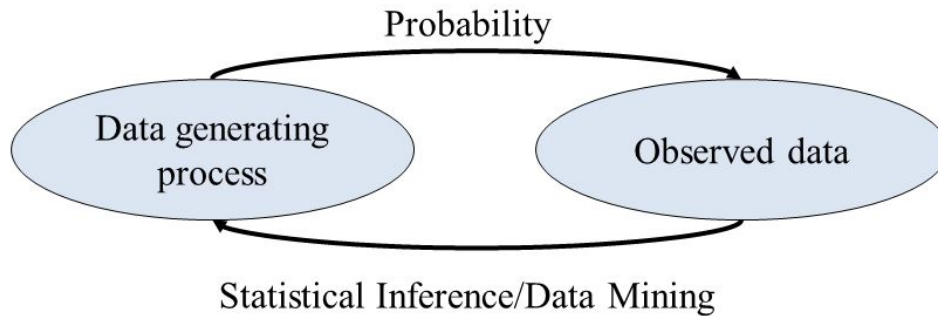 Probability
Data generating
process
Observed data
Statistical Inference/Data Mining